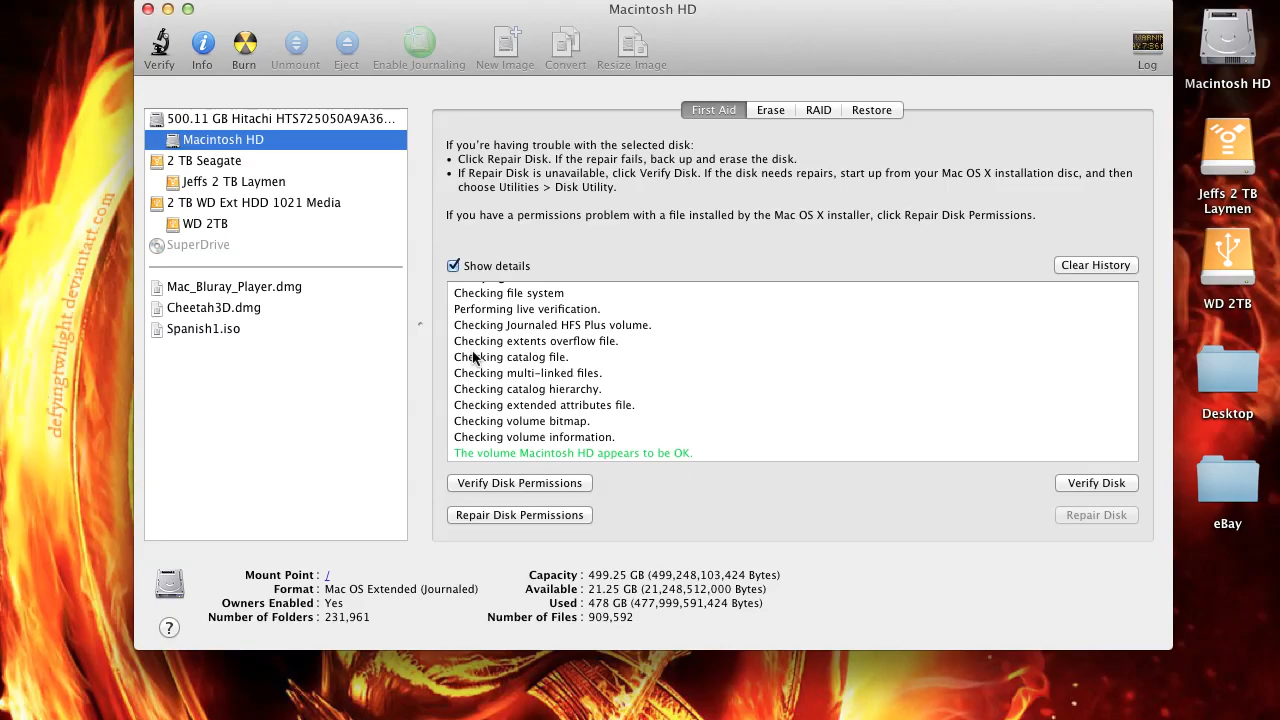 Macintosh HD
Verify
Info
Burn
Unmount
Eject
Enable Journaling
New Image
Convert
Resize Image
Log
500.11 GB Hitachi HTS725050A9A36...
Macintosh HD
2 TB Seagate
Jeffs 2 TB Laymen
2 TB WD Ext HDD 1021 Media
WD 2TB
SuperDrive
Mac_Bluray_Player.dmg
Cheetah3D.dmg
Spanish1.iso
First Aid
Erase
RAID
Restore
If you're having trouble with the selected disk:
• Click Repair Disk. If the repair fails, back up and erase the disk.
• If Repair Disk is unavailable, click Verify Disk. If the disk needs repairs, start up from your Mac OS X installation disc, and then
choose Utilities > Disk Utility.
If you have a permissions problem with a file installed by the Mac OS X installer, click Repair Disk Permissions.
Show details
Clear History
Checking file system
Performing live verification.
Checking Journaled HFS Plus volume.
Checking extents overflow file.
Checking catalog file.
Checking multi-linked files.
Checking catalog hierarchy.
Checking extended attributes file.
Checking volume bitmap.
Checking volume information.
The volume Macintosh HD appears to be OK.
Verify Disk Permissions
Verify Disk
Repair Disk Permissions
Repair Disk
Mount Point : /
Format : Mac OS Extended (Journaled)
Owners Enabled : Yes
Number of Folders : 231,961
Capacity : 499.25 GB (499,248,103,424 Bytes)
Available : 21.25 GB (21,248,512,000 Bytes)
Used : 478 GB (477,999,591,424 Bytes)
Number of Files : 909,592
?
Macintosh HD
Jeffs 2 TB
Laymen
WD 2TB
Desktop
eBay
defyingtwilight.deviantart.com